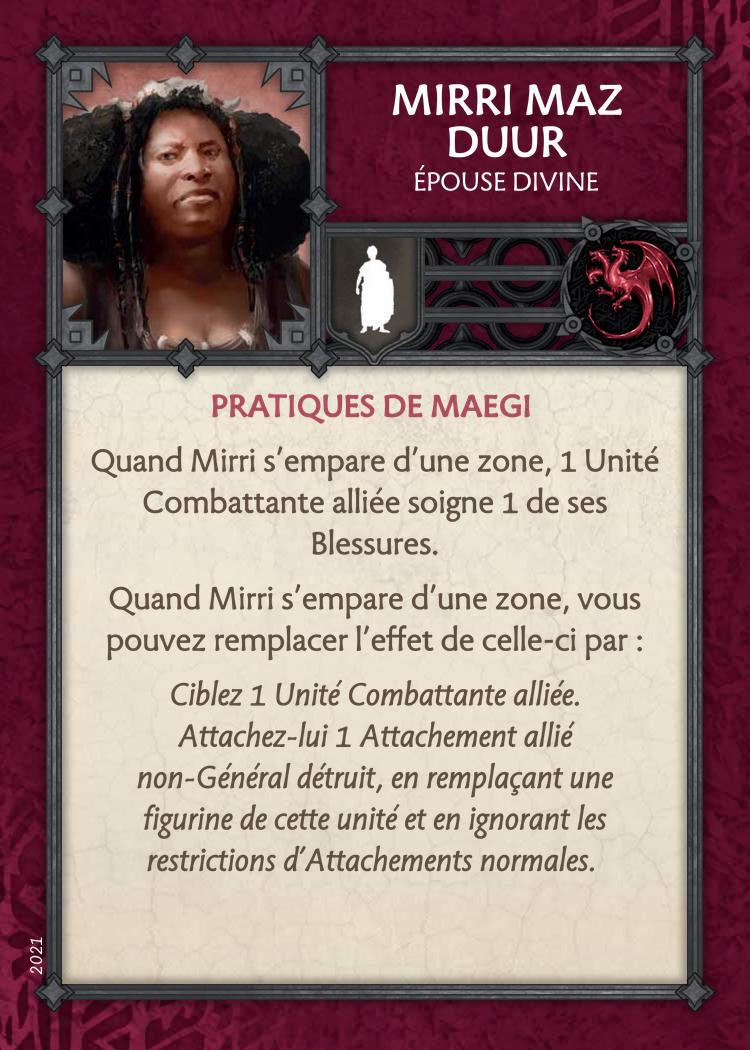 MIRRI MAZ
DUUR
ÉPOUSE DIVINE
PRATIQUES DE MAEGI
Quand Mirri s’empare d’une zone, 1 Unité
Combattante alliée soigne 1 de ses
Blessures.
Quand Mirri s’empare d’une zone, vous
pouvez remplacer l’effet de celle-ci par :
Ciblez 1 Unité Combattante alliée.
Attachez-lui 1 Attachement allié
non-Général détruit, en remplaçant une
figurine de cette unité et en ignorant les
restrictions d’Attachements normales.
2021